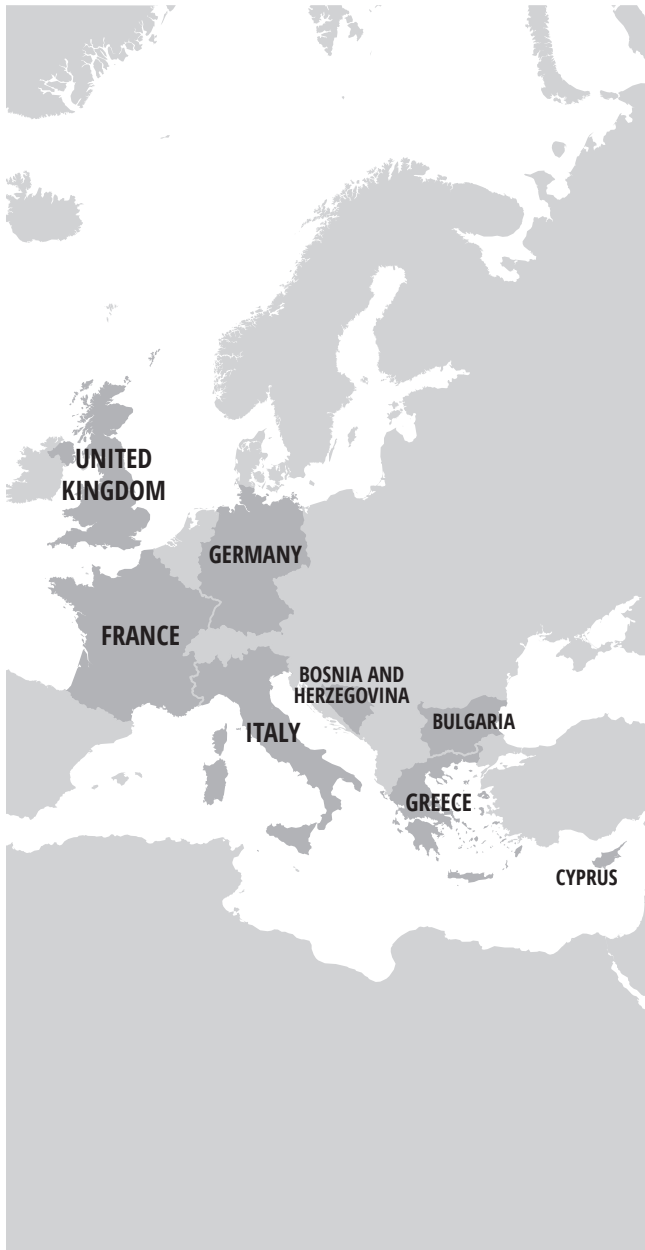 UNITED
KINGDOM
GERMANY
FRANCE
BOSNIA AND
HERZEGOVINA
BULGARIA
ITALY
GREECE
CYPRUS